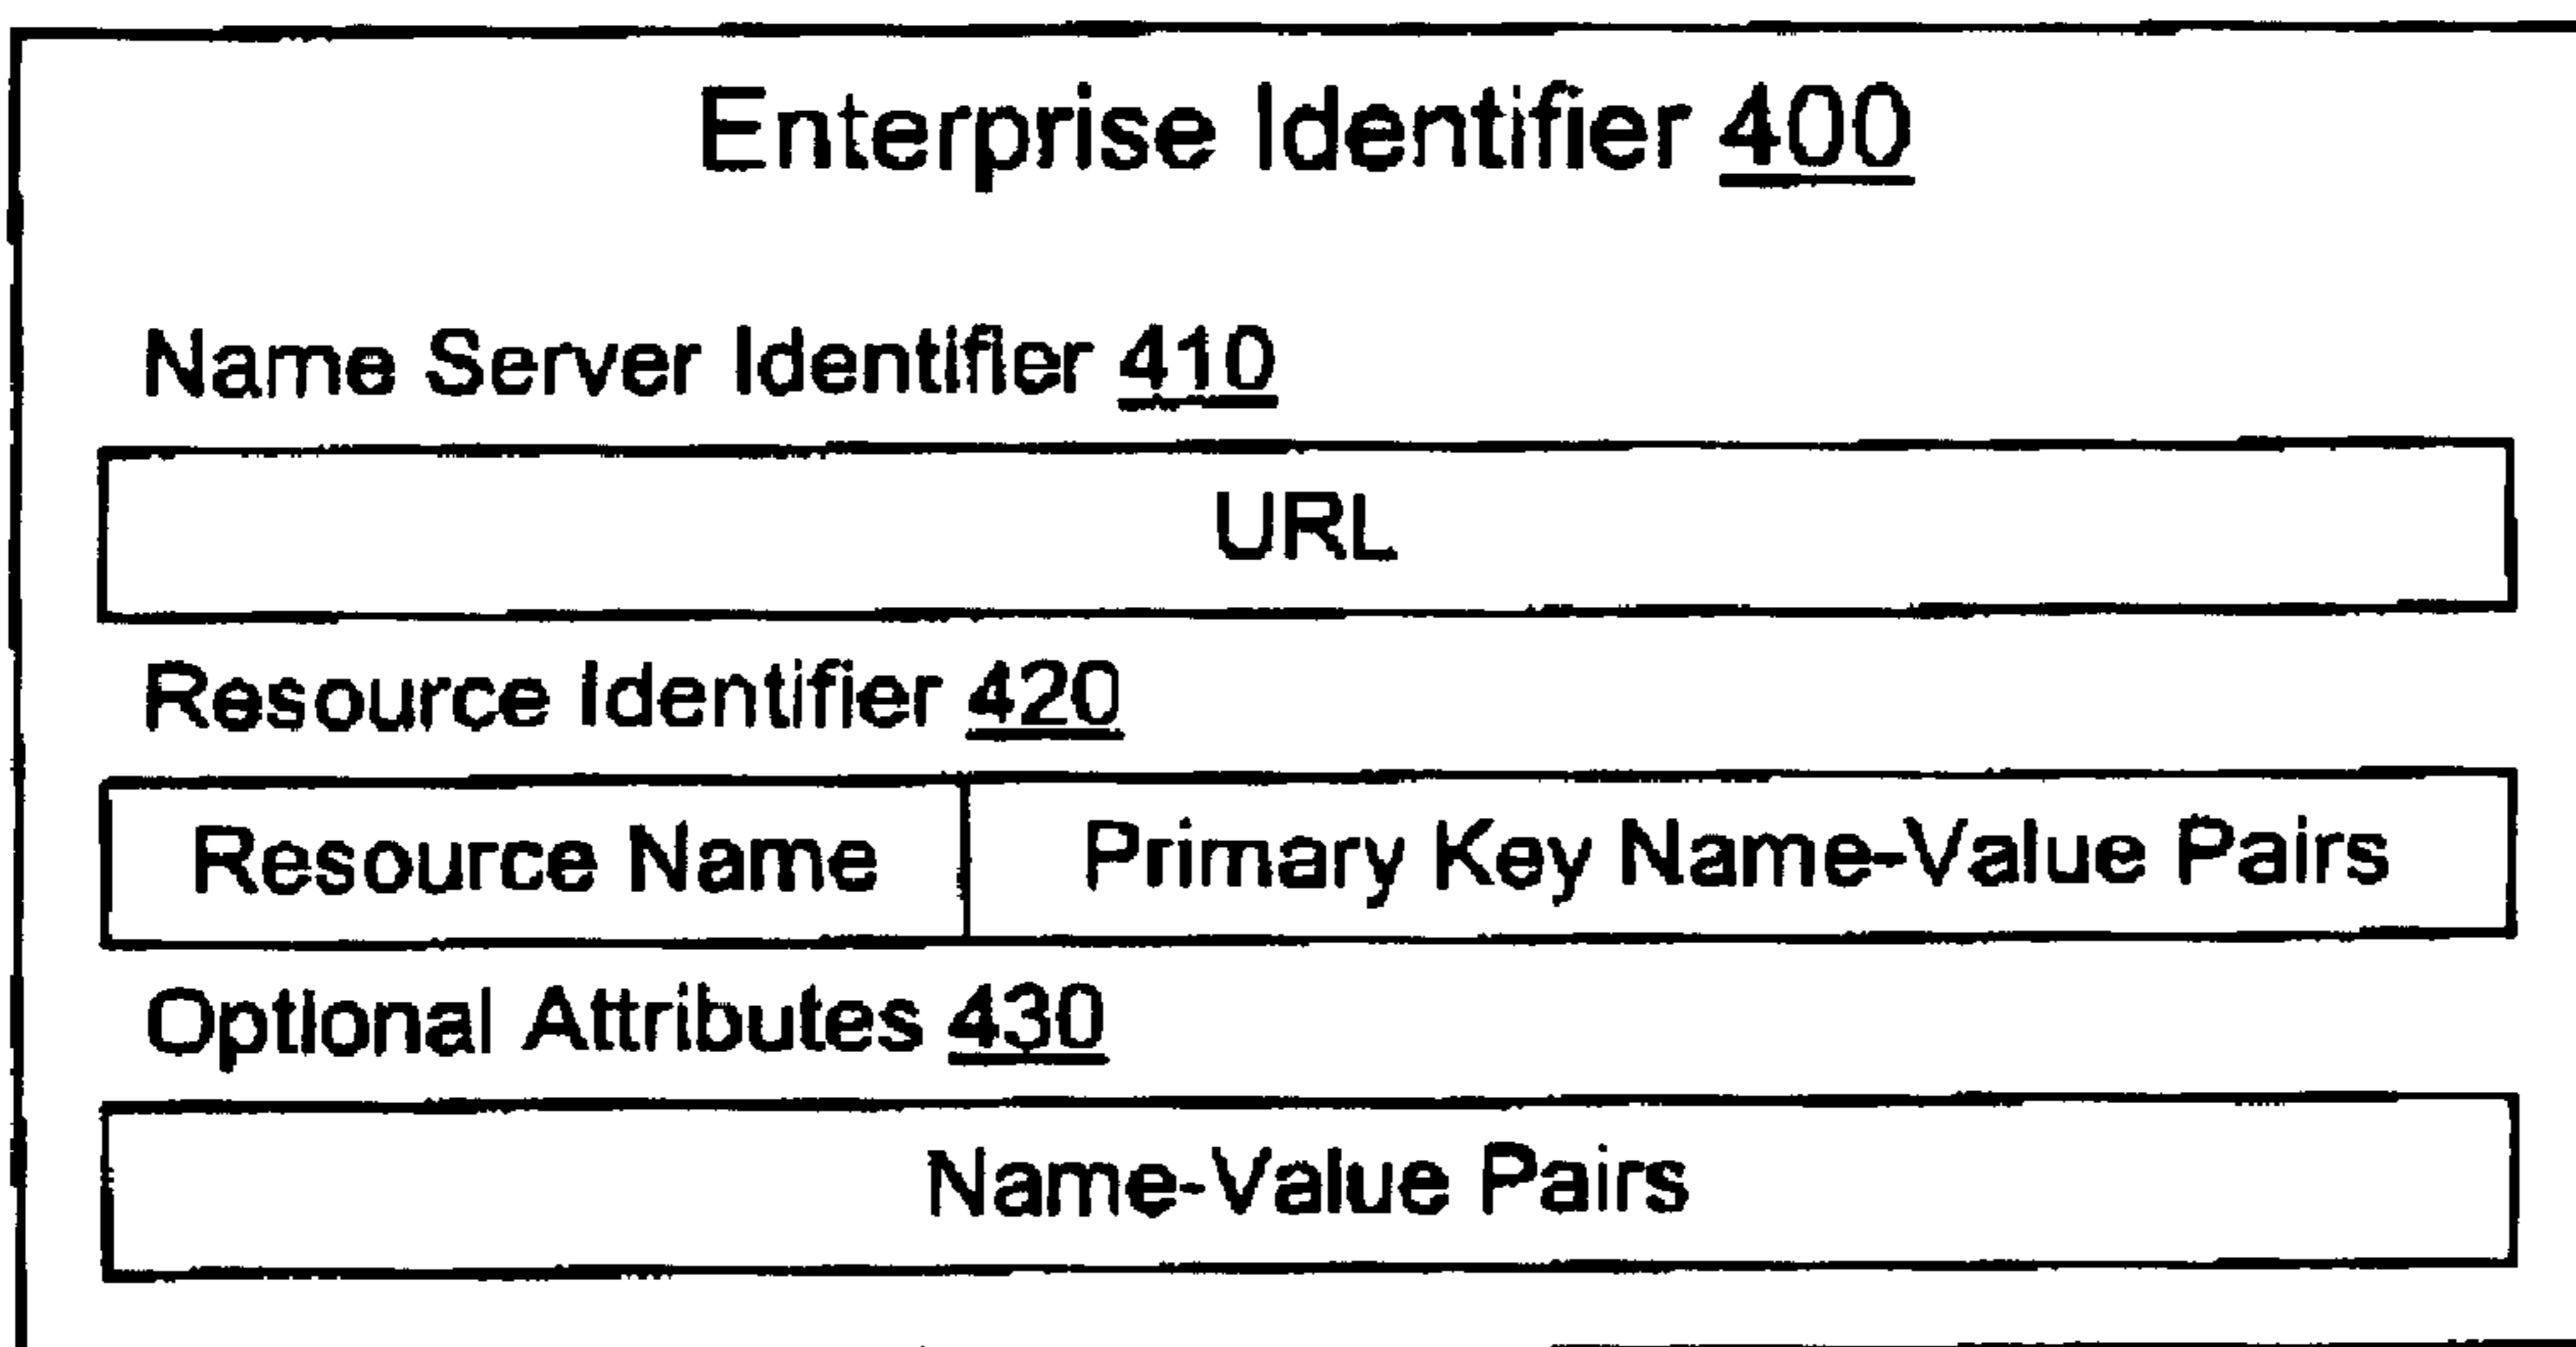 Enterprise Identifier 400
Name Server Identifier 410
URL
Resource Identifier 420
Resource Name Primary Key Name-Value Pairs
Optional Attributes 430
Name-Value Pairs